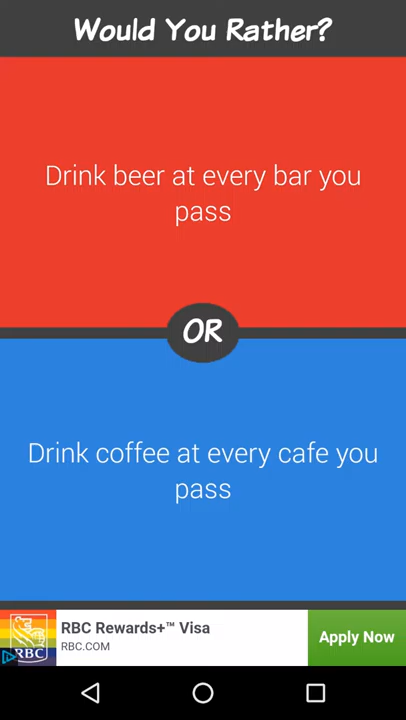 Would You Rather?
Drink beer at every bar you
pass
OR
Drink coffee at every cafe you
pass
RBC Rewards+™ Visa
RBC.COM
Apply Now
RBC